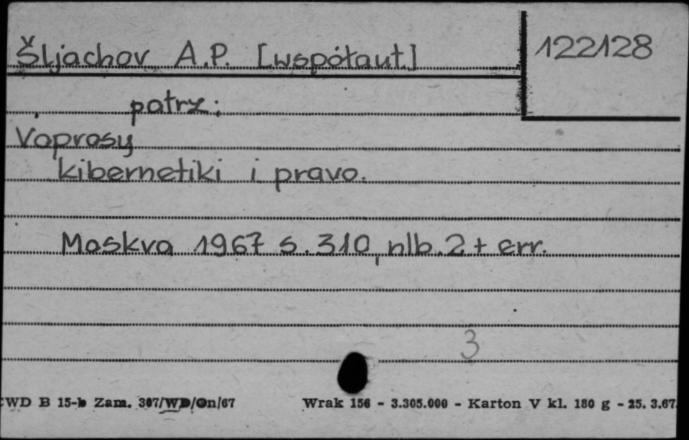 Šljachov A.P. [współaut.]
122128
patrz:
Voprosy
kibernetiki i pravo.
Moskva 1967 s. 310, nlb. 2 + err.
3
CWD B 15-b Zam. 307/WD/On/67
Wrak 156 - 3.305.000 - Karton V kl. 180 g - 25. 3.67.